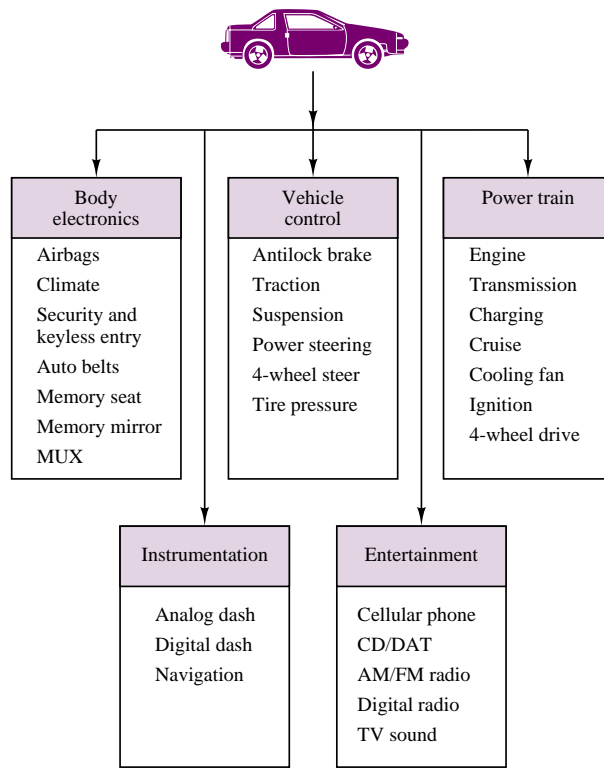 Body
electronics
Airbags
Climate
Security and
keyless entry
Auto belts
Memory seat
Memory mirror
MUX
Vehicle
control
Antilock brake
Traction
Suspension
Power steering
4-wheel steer
Tire pressure
Power train
Engine
Transmission
Charging
Cruise
Cooling fan
Ignition
4-wheel drive
Instrumentation
Analog dash
Digital dash
Navigation
Entertainment
Cellular phone
CD/DAT
AM/FM radio
Digital radio
TV sound